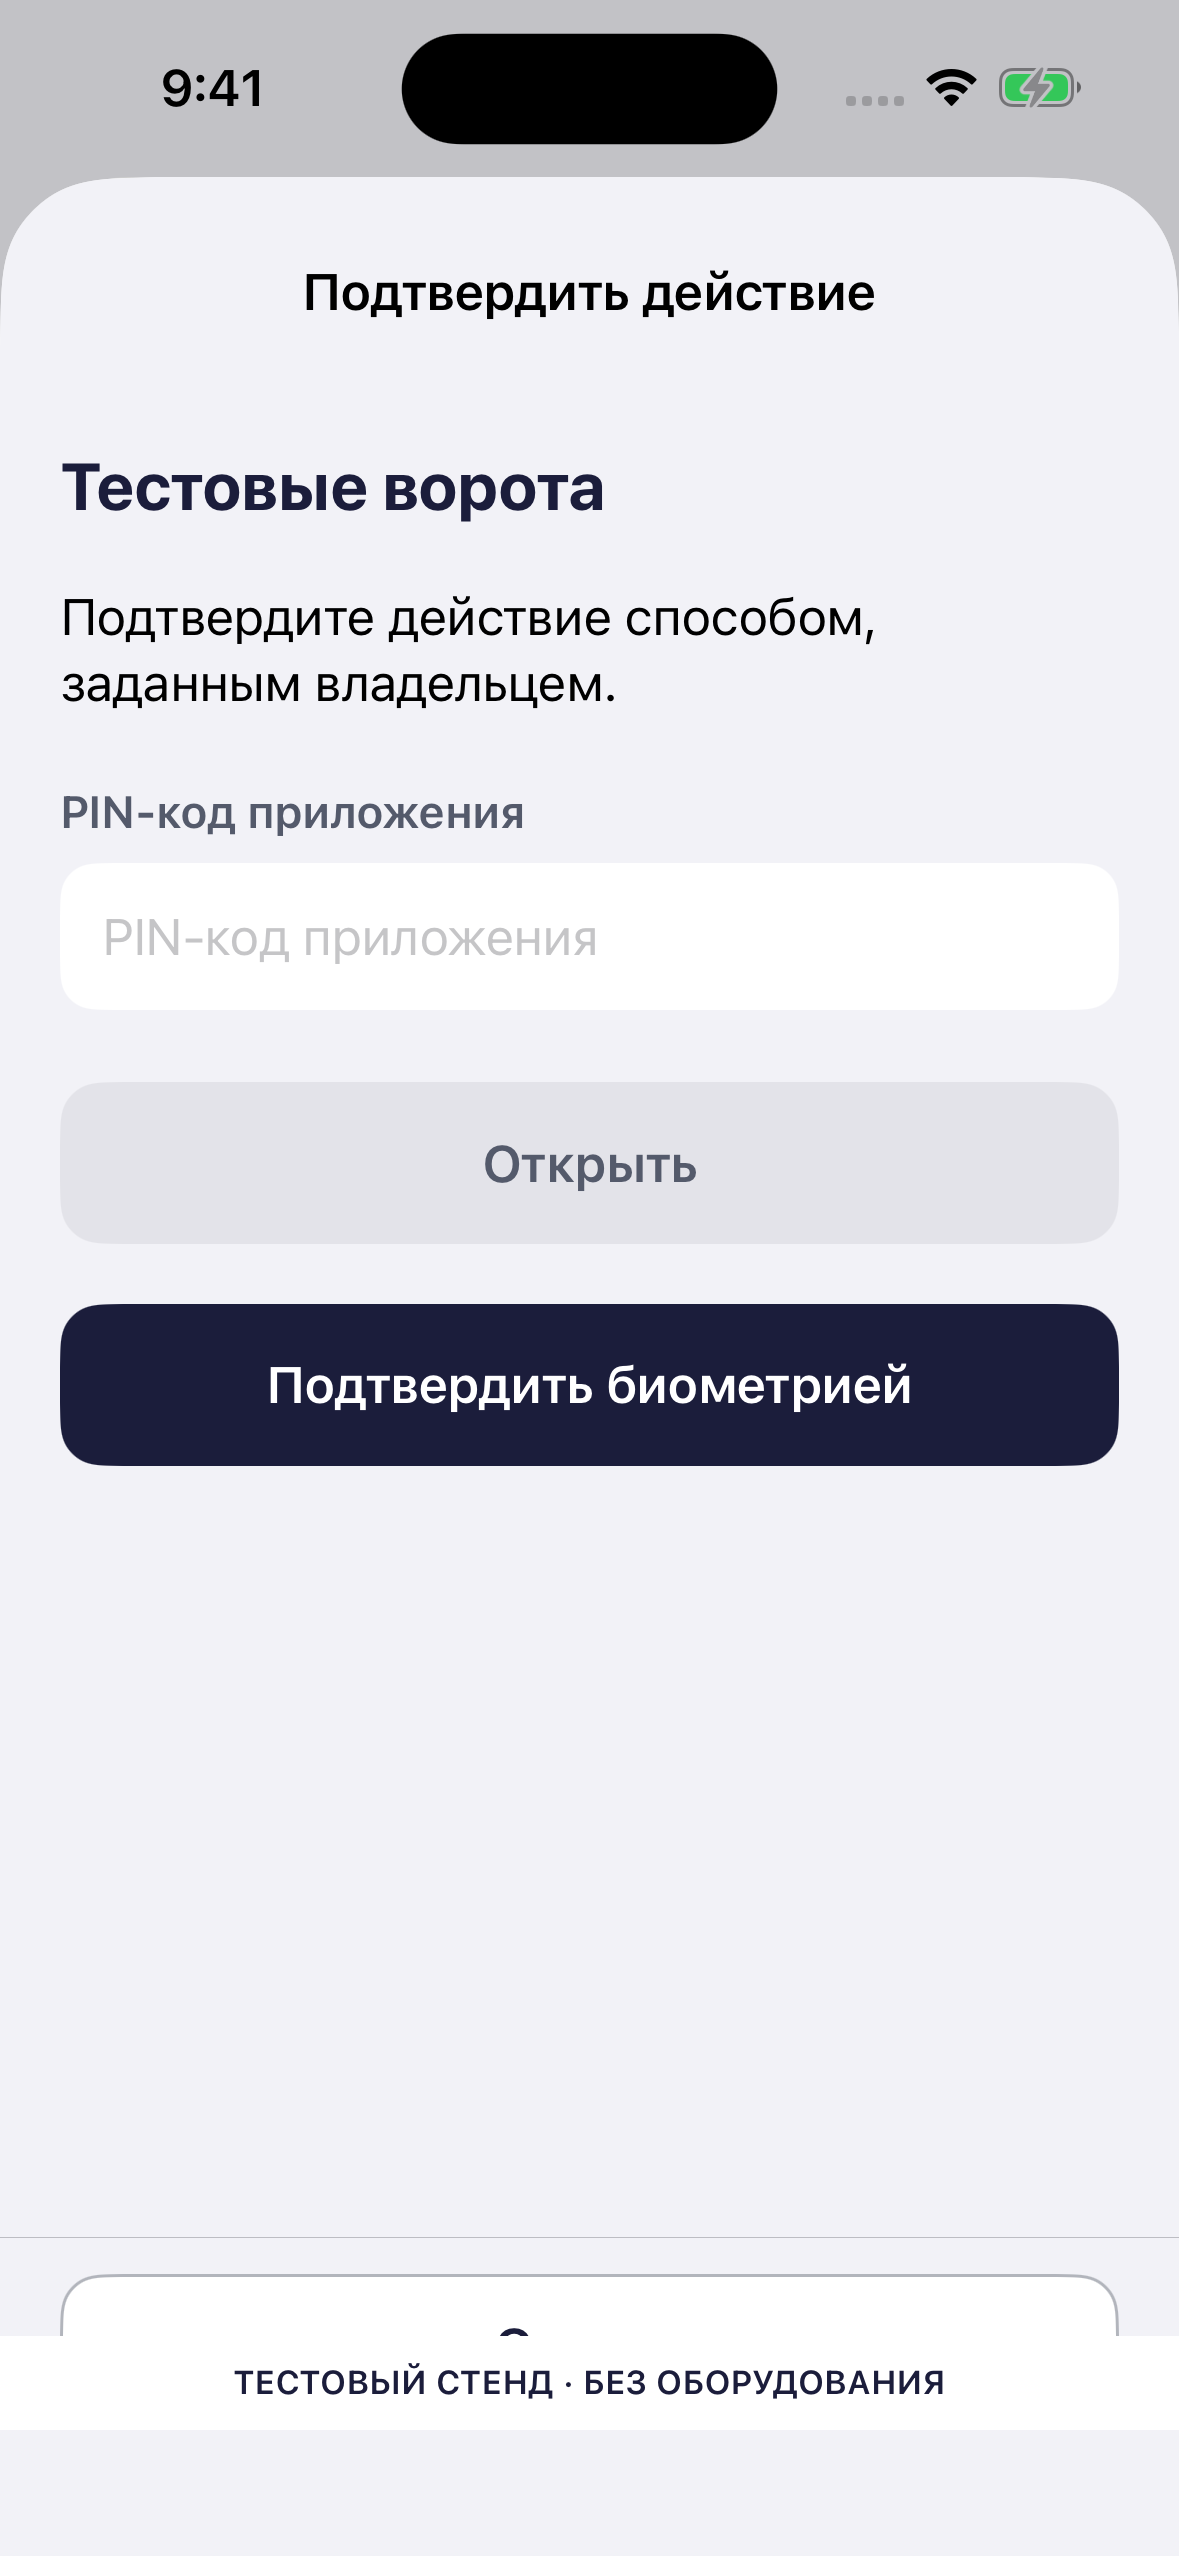 9:41
Подтвердить действие
Тестовые ворота
Подтвердите действие способом,
заданным владельцем.
PIN-код приложения
PIN-код приложения
Открыть
Подтвердить биометрией
ТЕСТОВЫЙ СТЕНД · БЕЗ ОБОРУДОВАНИЯ